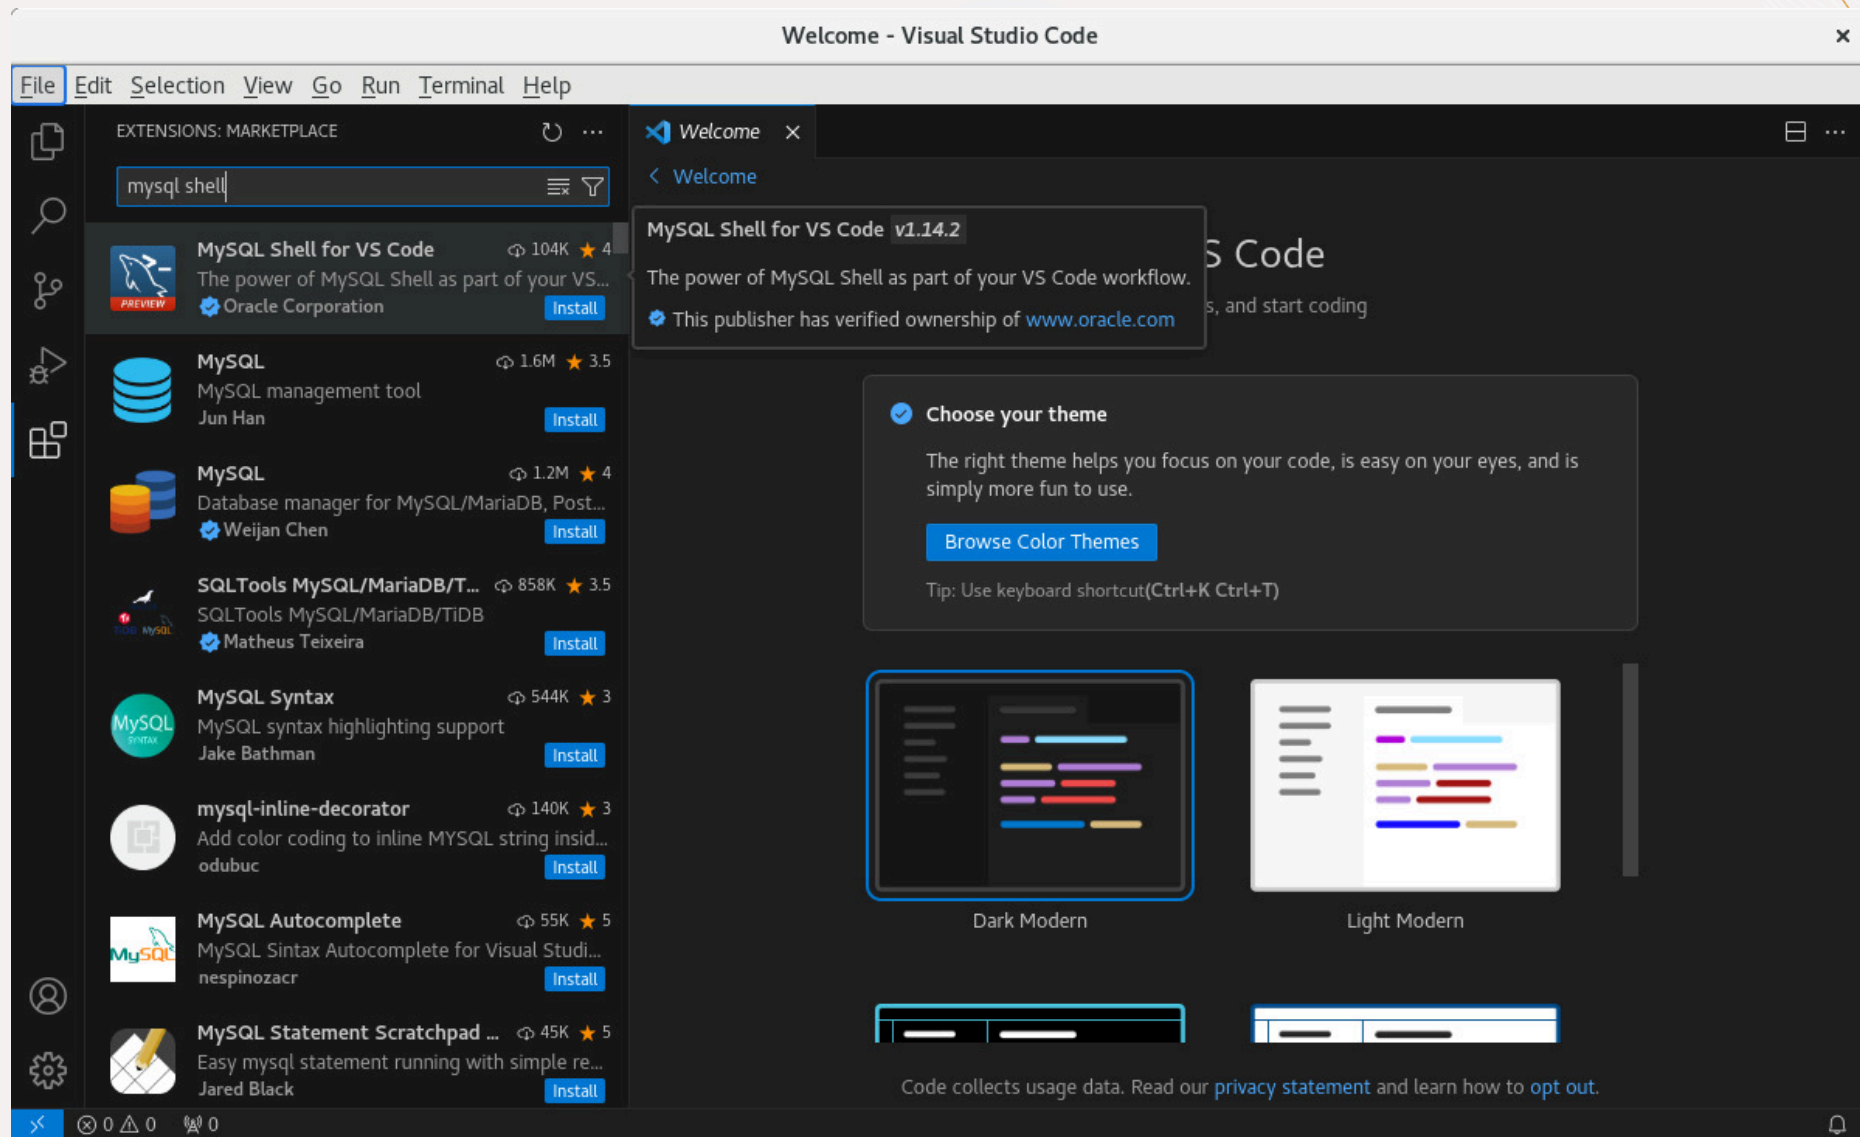 Welcome - Visual Studio Code
File Edit Selection View Go Run Terminal Help
EXTENSIONS: MARKETPLACE
mysql shell
MySQL Shell for VS Code 104K 4
The power of MySQL Shell as part of your VS...
Oracle Corporation Install
MySQL 1.6M 3.5
MySQL management tool
Jun Han Install
MySQL 1.2M 4
Database manager for MySQL/MariaDB, Post...
Weijan Chen Install
SQLTools MySQL/MariaDB/T... 858K 3.5
SQLTools MySQL/MariaDB/TiDB
Matheus Teixeira Install
MySQL Syntax 544K 3
MySQL syntax highlighting support
Jake Bathman Install
mysql-inline-decorator 140K 3
Add color coding to inline MYSQL string insid...
odubuc Install
MySQL Autocomplete 55K 5
MySQL Sintax Autocomplete for Visual Studi...
nespinozacr Install
MySQL Statement Scratchpad ... 45K 5
Easy mysql statement running with simple re...
Jared Black Install
PREVIEW
TiDB MySQL
MySQL
SYNTAX
MySQL
Welcome
Welcome
MySQL Shell for VS Code v1.14.2
The power of MySQL Shell as part of your VS Code workflow.
This publisher has verified ownership of www.oracle.com
S Code
s, and start coding
Choose your theme
The right theme helps you focus on your code, is easy on your eyes, and is
simply more fun to use.
Browse Color Themes
Tip: Use keyboard shortcut(Ctrl+K Ctrl+T)
Dark Modern
Light Modern
Code collects usage data. Read our privacy statement and learn how to opt out.
0 0 0